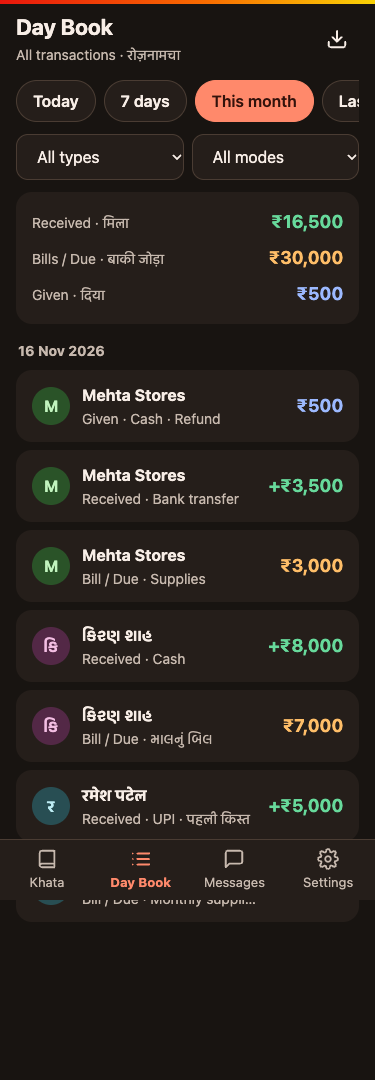 Day Book
All transactions · रोज़नामचा
Today
7 days
This month
All types
All modes
Received · मिला
₹16,500
Bills / Due · बाकी जोड़ा
₹30,000
Given · दिया
₹500
16 Nov 2026
M
Mehta Stores
Given · Cash · Refund
₹500
M
Mehta Stores
Received · Bank transfer
+₹3,500
M
Mehta Stores
Bill / Due · Supplies
₹3,000
કિ
કિરણ શાહ
Received · Cash
+₹8,000
કિ
કિરણ શાહ
Bill / Due · માલનું બિલ
₹7,000
र
रमेश पटेल
Received · UPI · पहली किस्त
+₹5,000
Khata
Day Book
Messages
Settings
Bill / Due · Monthly suppli...